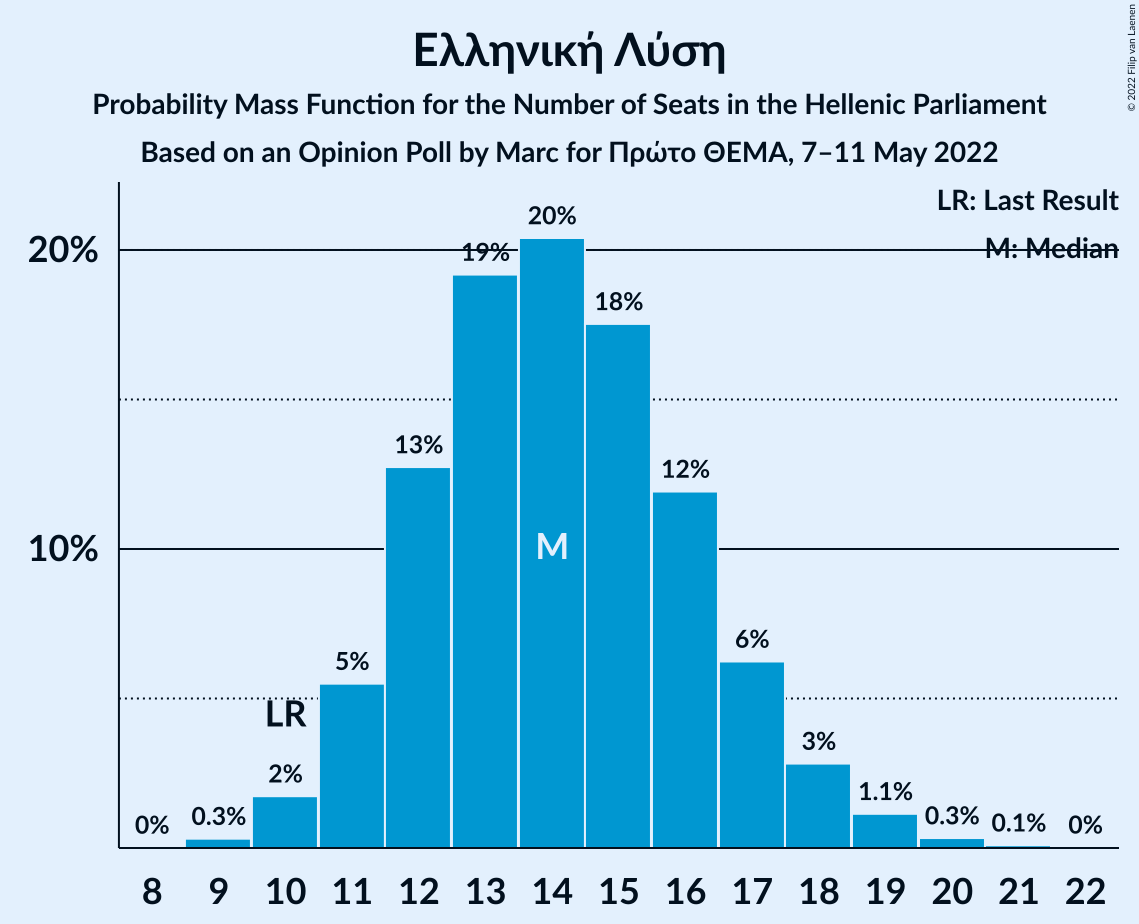 © 2022 Filip van Laenen
Ελληνική Λύση
Probability Mass Function for the Number of Seats in the Hellenic Parliament
Based on an Opinion Poll by Marc for Πρώτο ΘΕΜΑ, 7–11 May 2022
LR: Last Result
M: Median
20%
10%
0%
0.3%
2%
LR
5%
13%
19%
20%
M
18%
12%
6%
3%
1.1%
0.3%
0.1%
0%
8 9 10 11 12 13 14 15 16 17 18 19 20 21 22